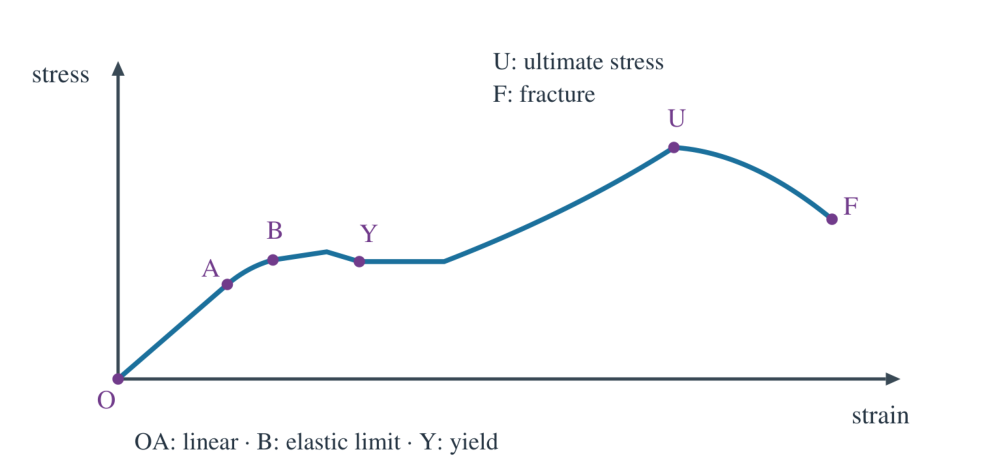 U: ultimate stress
stress
F: fracture
U
F
B
Y
A
O
strain
OA: linear · B: elastic limit · Y: yield